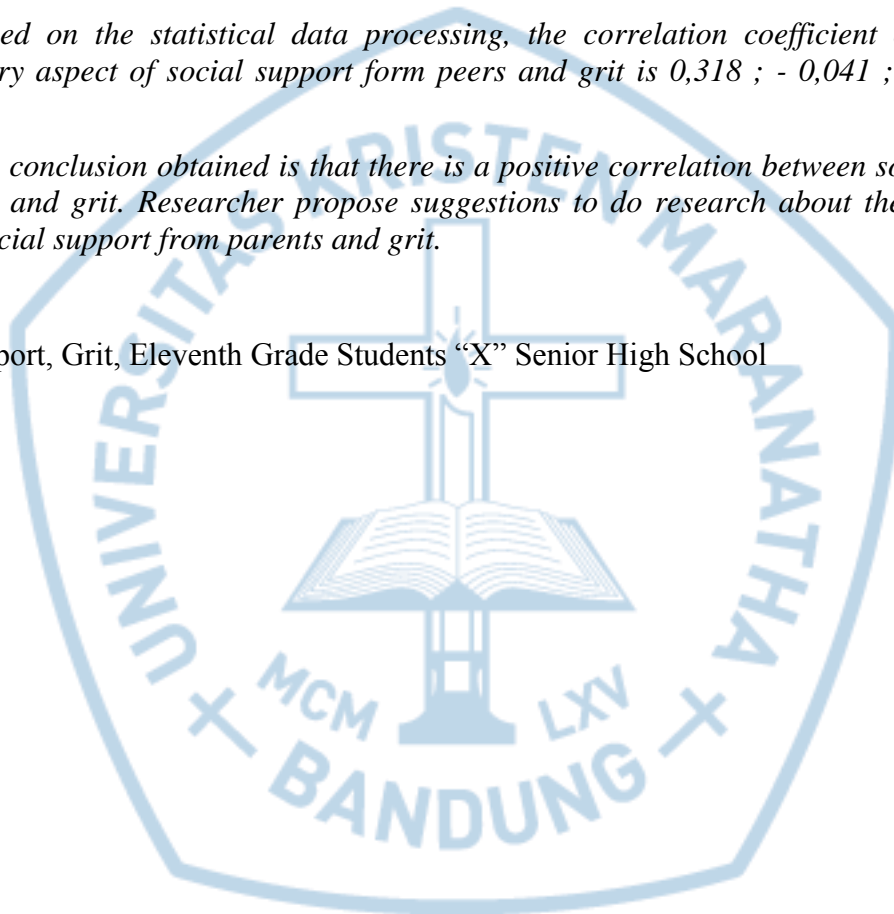 ed on the statistical data processing, the correlation coefficient
ry aspect of social support form peers and grit is 0,318 ; - 0,041 ;
conclusion obtained is that there is a positive correlation between so
and grit. Researcher propose suggestions to do research about the
cial support from parents and grit.
port, Grit, Eleventh Grade Students “X” Senior High School
UNIVERSITAS KRISTEN MARANATHA
MCM LXV
BANDUNG